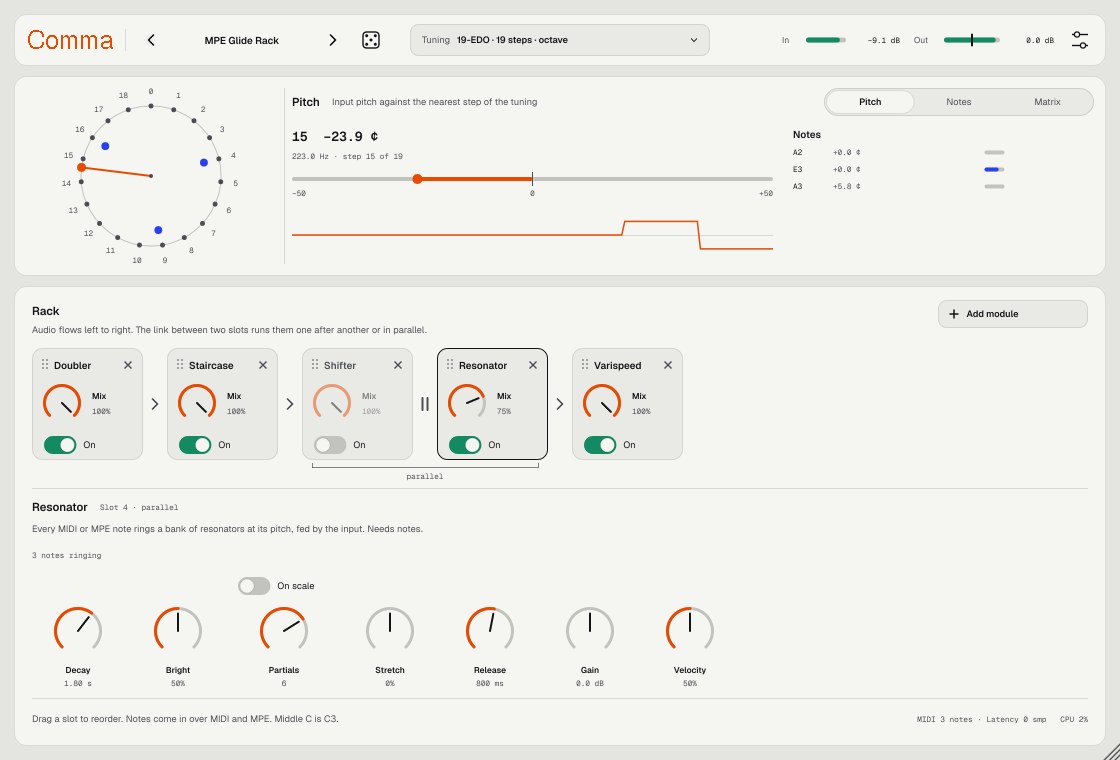 Comma
MPE Glide Rack
Tuning 19-EDO · 19 steps · octave
In -9.1 dB Out 0.0 dB
0
1
2
3
4
5
6
7
8
9
10
11
12
13
14
15
16
17
18
Pitch Input pitch against the nearest step of the tuning
15 −23.9 ¢
223.0 Hz · step 15 of 19
-50 0 +50
Pitch Notes Matrix
Notes
A2 +0.0 ¢
E3 +0.0 ¢
A3 +5.8 ¢
Rack
Audio flows left to right. The link between two slots runs them one after another or in parallel.
Add module
Doubler
Mix
100%
On
Staircase
Mix
100%
On
Shifter
Mix
100%
On
Resonator
Mix
75%
On
Varispeed
Mix
100%
On
parallel
Resonator Slot 4 · parallel
Every MIDI or MPE note rings a bank of resonators at its pitch, fed by the input. Needs notes.
3 notes ringing
On scale
Decay Bright Partials Stretch Release Gain Velocity
1.80 s 50% 6 0% 800 ms 0.0 dB 50%
Drag a slot to reorder. Notes come in over MIDI and MPE. Middle C is C3.
MIDI 3 notes · Latency 0 smp CPU 2%